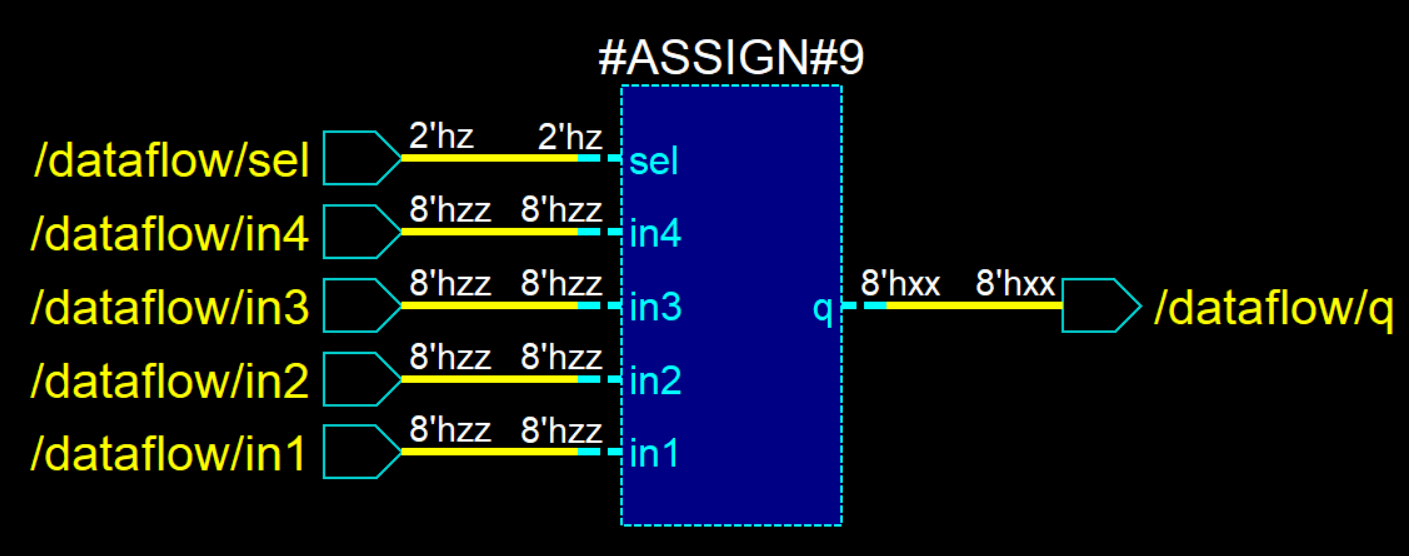 #ASSIGN#9
/dataflow/sel 2'hz 2'hz sel
/dataflow/in4 8'hzz 8'hzz in4
/dataflow/in3 8'hzz 8'hzz in3 q 8'hxx 8'hxx /dataflow/q
/dataflow/in2 8'hzz 8'hzz in2
/dataflow/in1 8'hzz 8'hzz in1